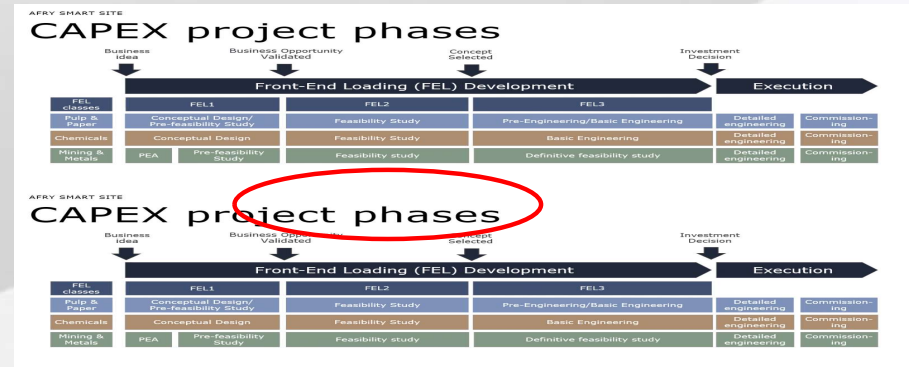 AFRY SMART SITE
CAPEX project phases
Business idea
Business Opportunity Validated
Concept Selected
Investment Decision
Front-End Loading (FEL) Development
Execution
FEL classes
FEL1
FEL2
FEL3
Pulp & Paper
Conceptual Design/ Pre-feasibility Study
Feasibility Study
Pre-Engineering/Basic Engineering
Detailed engineering
Commission-ing
Chemicals
Conceptual Design
Feasibility Study
Basic Engineering
Detailed engineering
Commission-ing
Mining & Metals
PEA
Pre-feasibility Study
Feasibility study
Definitive feasibility study
Detailed engineering
Commission-ing
AFRY SMART SITE
CAPEX project phases
Business idea
Business Opportunity Validated
Concept Selected
Investment Decision
Front-End Loading (FEL) Development
Execution
FEL classes
FEL1
FEL2
FEL3
Pulp & Paper
Conceptual Design/ Pre-feasibility Study
Feasibility Study
Pre-Engineering/Basic Engineering
Detailed engineering
Commission-ing
Chemicals
Conceptual Design
Feasibility Study
Basic Engineering
Detailed engineering
Commission-ing
Mining & Metals
PEA
Pre-feasibility Study
Feasibility study
Definitive feasibility study
Detailed engineering
Commission-ing